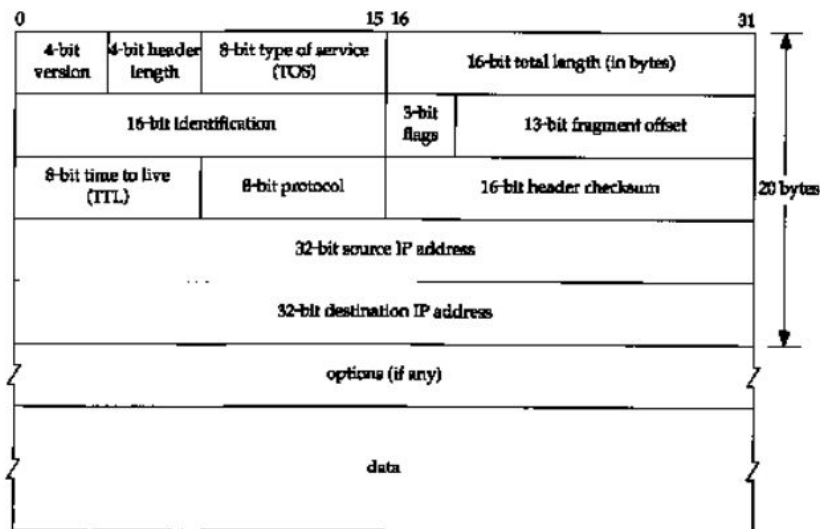 0 15 16 31
4-bit version 4-bit header length 8-bit type of service (TOS) 16-bit total length (in bytes)
16-bit identification 3-bit flags 13-bit fragment offset
8-bit time to live (TTL) 8-bit protocol 16-bit header checksum
20 bytes
32-bit source IP address
32-bit destination IP address
options (if any)
data